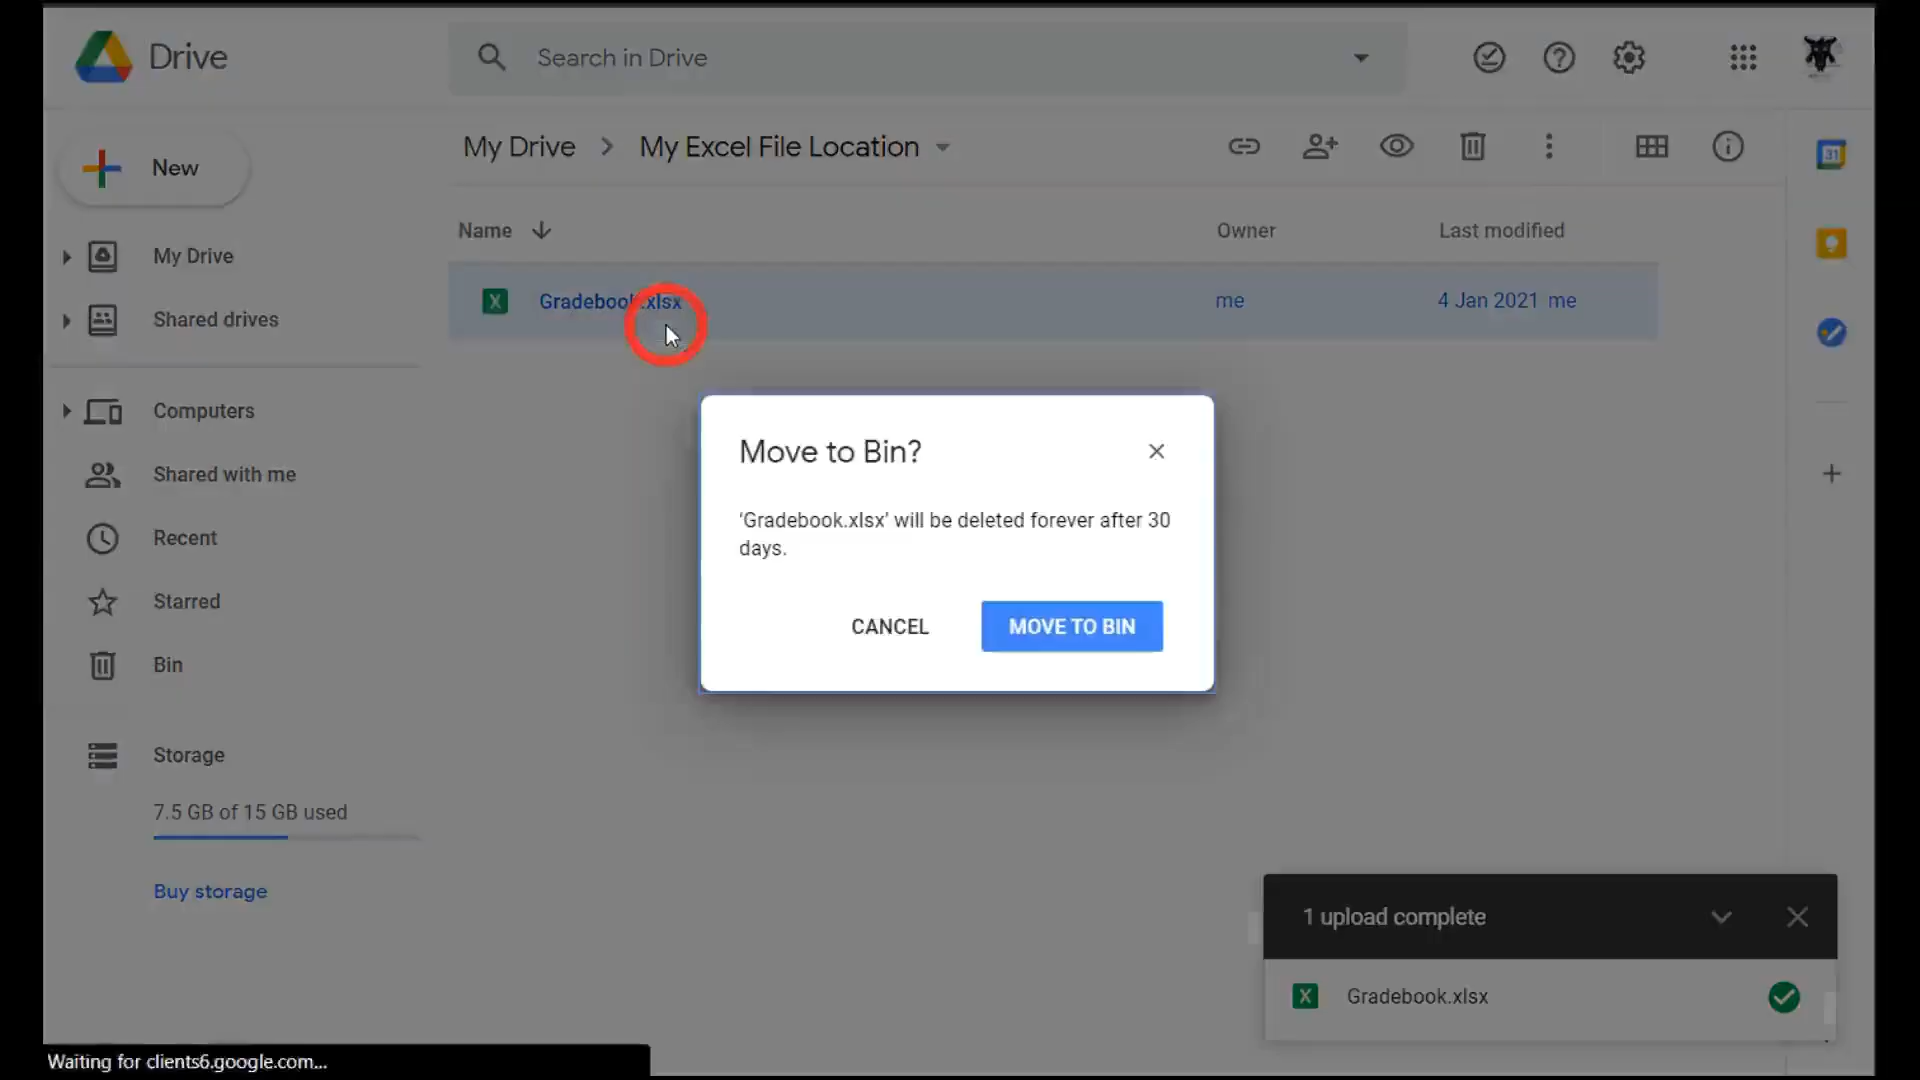 Drive
Search in Drive
New
My Drive
Shared drives
Computers
Shared with me
Recent
Starred
Bin
Storage
7.5 GB of 15 GB used
Buy storage
My Drive > My Excel File Location
Name Owner Last modified
Gradebook.xlsx me 4 Jan 2021 me
31
Move to Bin?
'Gradebook.xlsx' will be deleted forever after 30
days.
CANCEL MOVE TO BIN
1 upload complete
Gradebook.xlsx
Waiting for clients6.google.com...